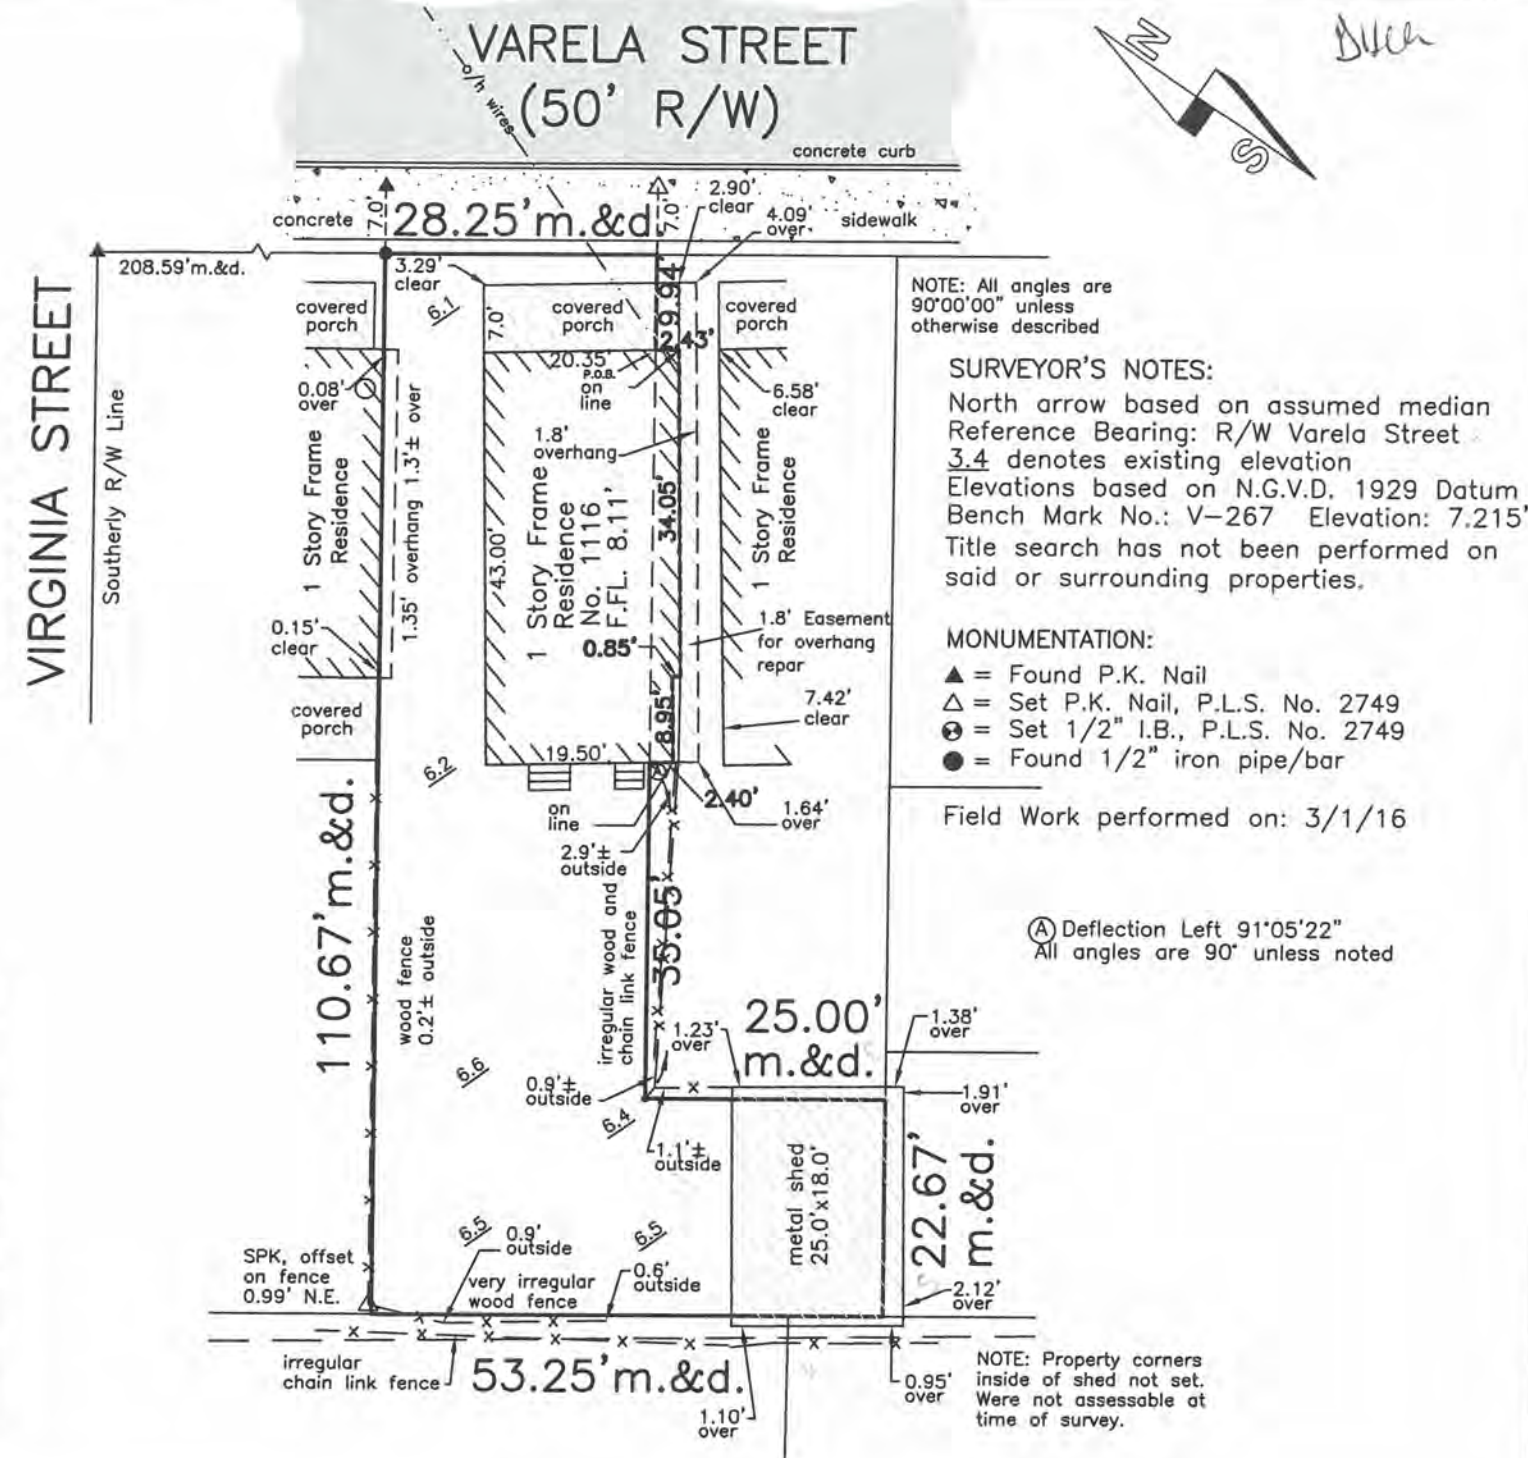 VARELA STREET
(50' R/W)
o/h wires
concrete curb
N
S
concrete
7.0'
28.25'm.&d.
7.0'
2.90'
clear
4.09'
over
sidewalk
208.59'm.&d.
VIRGINIA STREET
Southerly R/W Line
3.29'
clear
6.1
covered
porch
7.0'
covered
porch
29.94'
2.43'
covered
porch
NOTE: All angles are
90°00'00" unless
otherwise described
20.35'
P.O.B.
on
line
0.08'
over
6.58'
clear
1 Story Frame
Residence
1.35' overhang 1.3'± over
1.8'
overhang
43.00'
1 Story Frame
Residence
No. 1116
F.FL. 8.11'
34.05'
1 Story Frame
Residence
SURVEYOR'S NOTES:
North arrow based on assumed median
Reference Bearing: R/W Varela Street
3.4 denotes existing elevation
Elevations based on N.G.V.D. 1929 Datum
Bench Mark No.: V-267 Elevation: 7.215'
Title search has not been performed on
said or surrounding properties.
0.15'
clear
0.85'
1.8' Easement
for overhang
repar
MONUMENTATION:
▲ = Found P.K. Nail
△ = Set P.K. Nail, P.L.S. No. 2749
= Set 1/2" I.B., P.L.S. No. 2749
● = Found 1/2" iron pipe/bar
covered
porch
8.95'
7.42'
clear
19.50'
6.2
on
line
2.40'
1.64'
over
Field Work performed on: 3/1/16
110.67'm.&d.
2.9'±
outside
wood fence
0.2'± outside
irregular wood and
chain link fence
35.05'
Ⓐ Deflection Left 91°05'22"
All angles are 90° unless noted
25.00'
m.&d.
1.23'
over
1.38'
over
6.6
0.9'±
outside
6.4
1.91'
over
1.1'±
outside
metal shed
25.0'x18.0'
22.67'
m.&d.
SPK, offset
on fence
0.99' N.E.
6.5
0.9'
outside
6.5
very irregular
wood fence
0.6'
outside
2.12'
over
irregular
chain link fence
53.25'm.&d.
1.10'
over
0.95'
over
NOTE: Property corners
inside of shed not set.
Were not assessable at
time of survey.